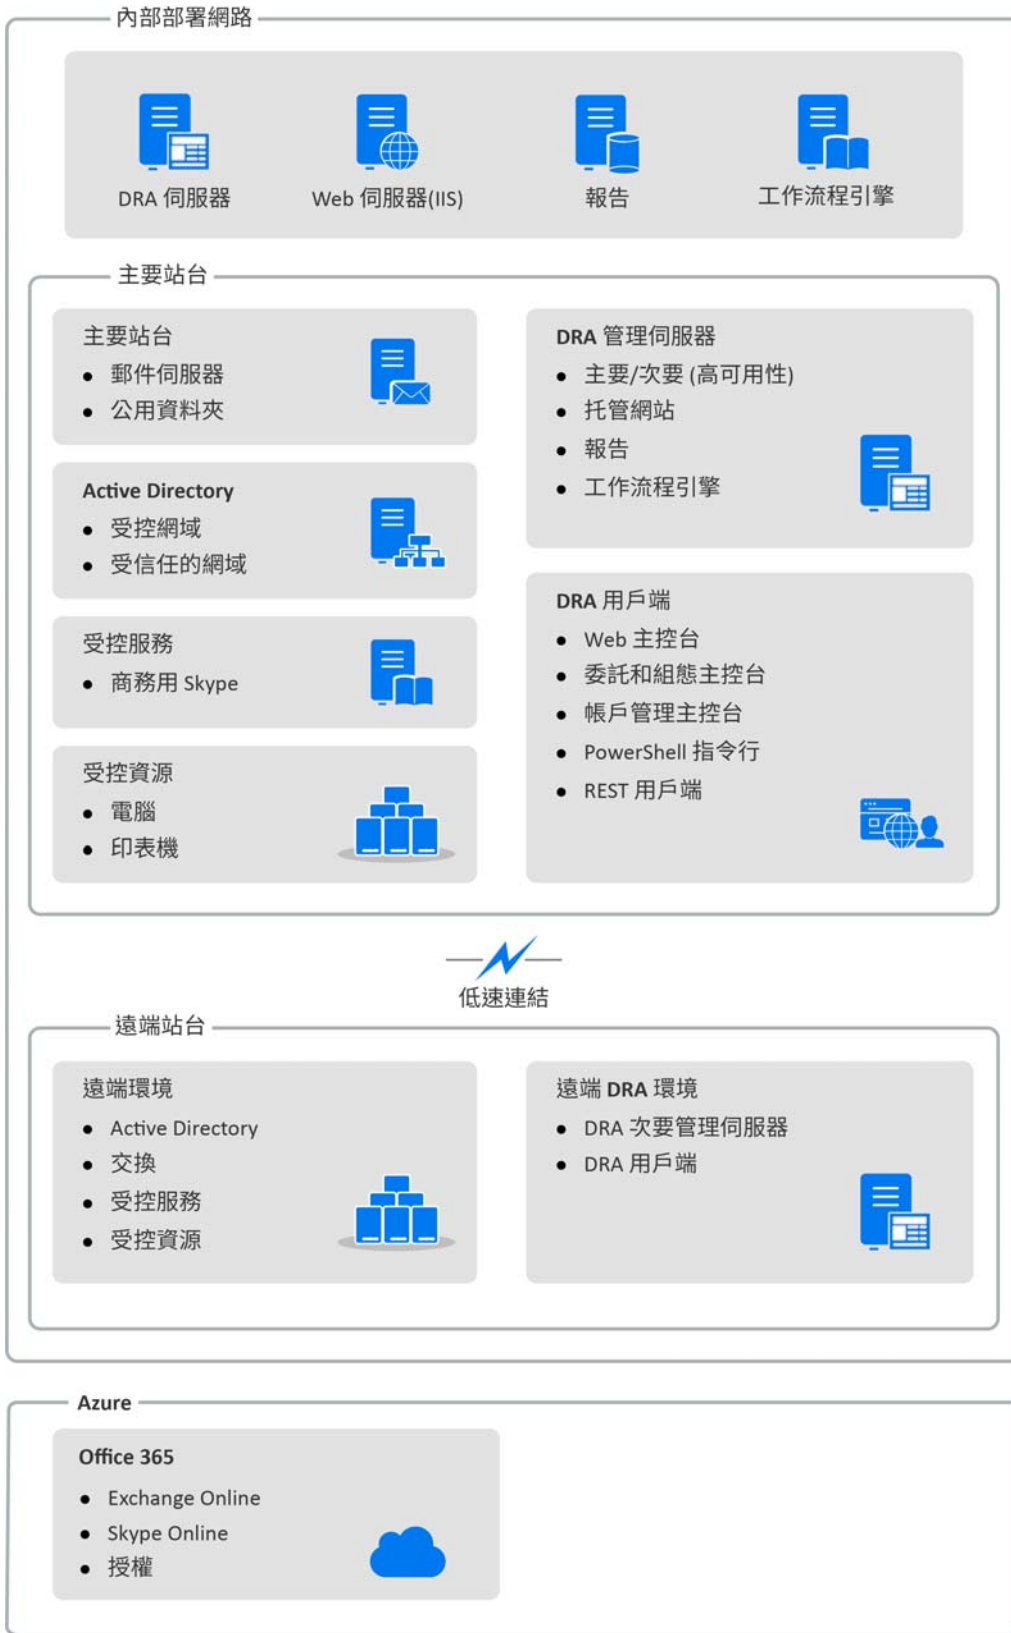 內部部署網路
DRA 伺服器
Web 伺服器(IIS)
報告
工作流程引擎
主要站台
主要站台
● 郵件伺服器
● 公用資料夾
Active Directory
● 受控網域
● 受信任的網域
受控服務
● 商務用 Skype
受控資源
● 電腦
● 印表機
DRA 管理伺服器
● 主要/次要 (高可用性)
● 托管網站
● 報告
● 工作流程引擎
DRA 用戶端
● Web 主控台
● 委託和組態主控台
● 帳戶管理主控台
● PowerShell 指令行
● REST 用戶端
低速連結
遠端站台
遠端環境
● Active Directory
● 交換
● 受控服務
● 受控資源
遠端 DRA 環境
● DRA 次要管理伺服器
● DRA 用戶端
Azure
Office 365
● Exchange Online
● Skype Online
● 授權